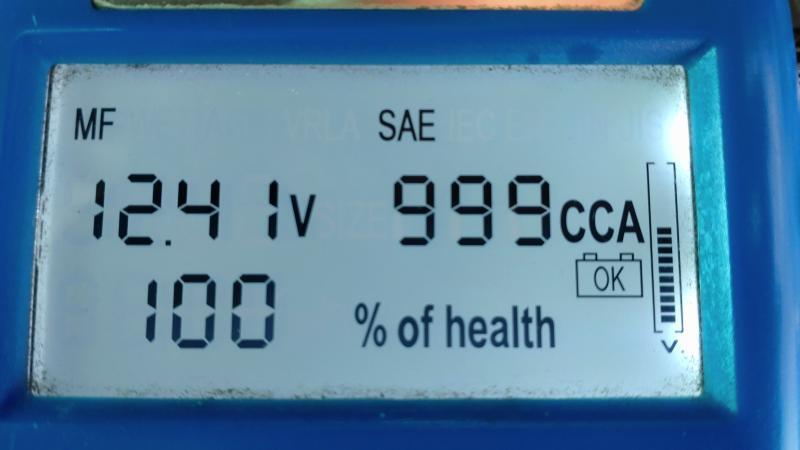 MF SAE
12.41V 999CCA
OK
100 % of health
V